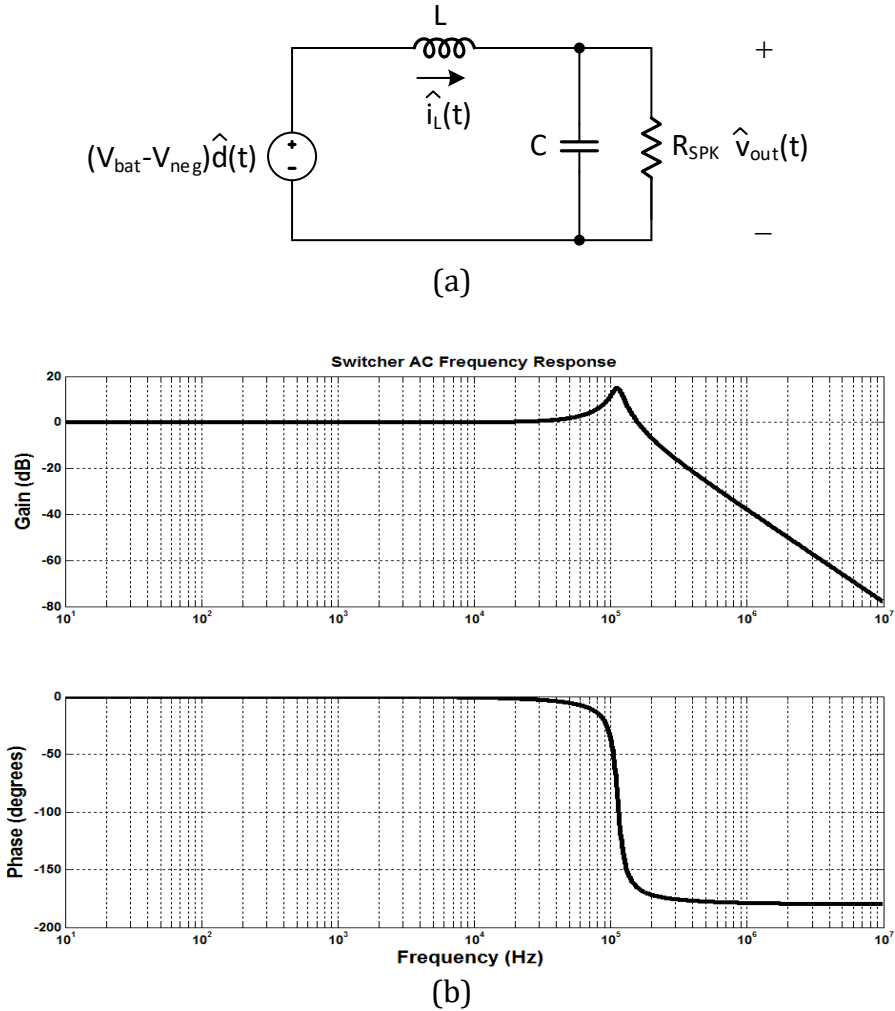 L
î_L(t)
(V_bat-V_neg)d̂(t)
+
-
C
R_SPK
v̂_out(t)
+
−
(a)
Switcher AC Frequency Response
Gain (dB)
20
0
-20
-40
-60
-80
10^1 10^2 10^3 10^4 10^5 10^6 10^7
Phase (degrees)
0
-50
-100
-150
-200
10^1 10^2 10^3 10^4 10^5 10^6 10^7
Frequency (Hz)
(b)